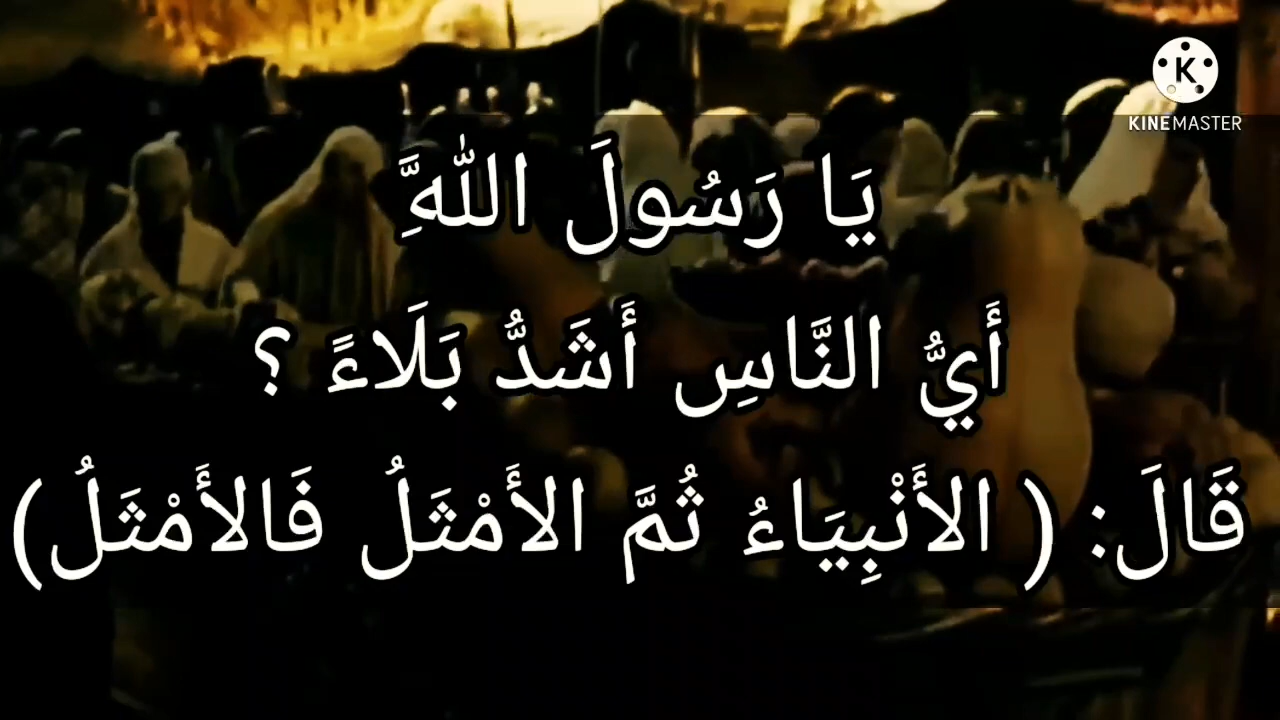 KINEMASTER
يَا رَسُولَ اللَّهِ
أَيُّ النَّاسِ أَشَدُّ بَلَاءً ؟
قَالَ: ( الأَنْبِيَاءُ ثُمَّ الأَمْثَلُ فَالأَمْثَلُ)